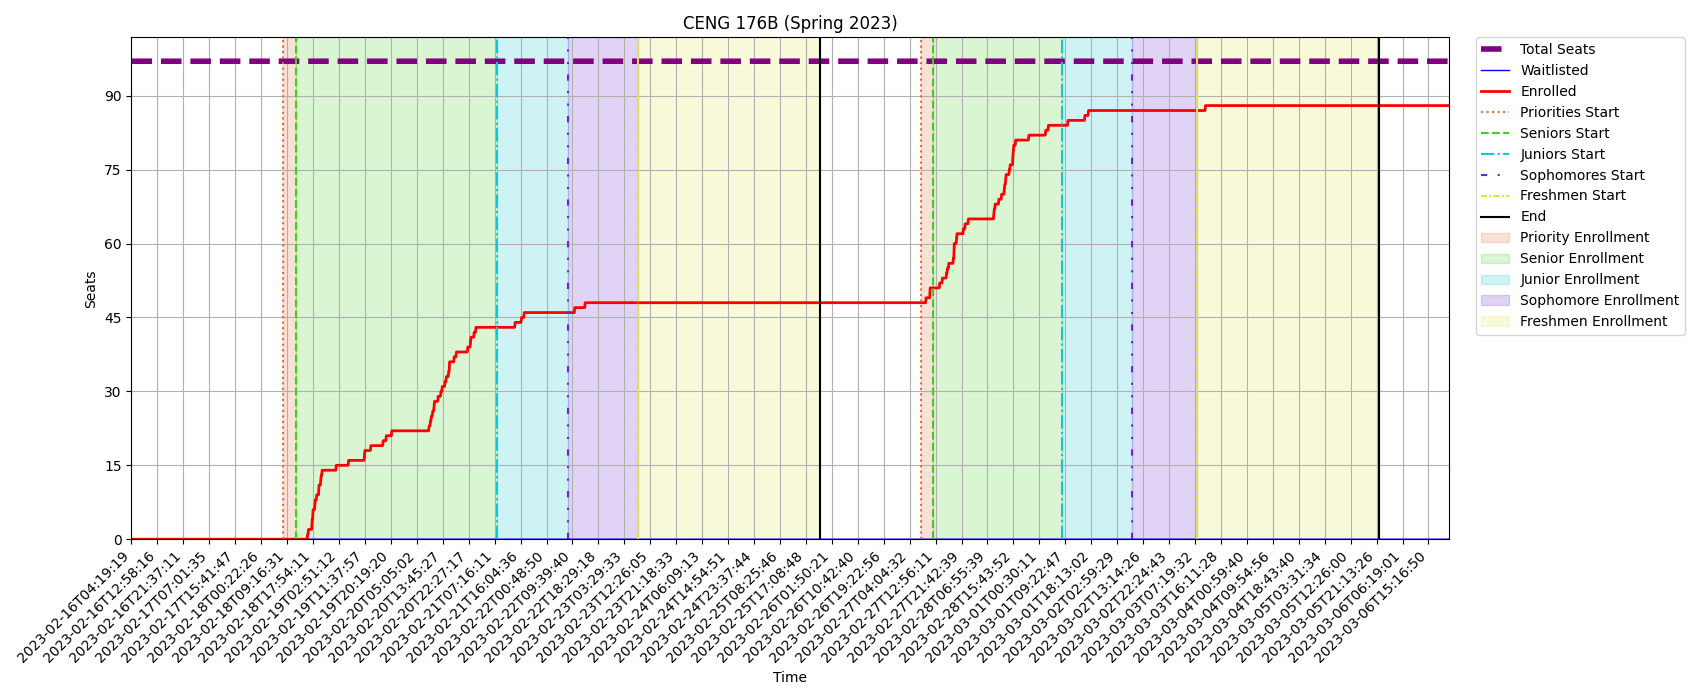 CENG 176B (Spring 2023)
Seats
90
75
60
45
30
15
0
2023-02-16T04:19:19
2023-02-16T12:58:16
2023-02-16T21:37:11
2023-02-17T07:01:35
2023-02-17T15:41:47
2023-02-18T00:22:26
2023-02-18T09:16:31
2023-02-18T17:54:11
2023-02-19T02:51:12
2023-02-19T11:37:57
2023-02-19T20:19:20
2023-02-20T05:05:02
2023-02-20T13:45:27
2023-02-20T22:27:17
2023-02-21T07:16:11
2023-02-21T16:04:36
2023-02-22T00:48:50
2023-02-22T09:39:40
2023-02-22T18:29:18
2023-02-23T03:29:33
2023-02-23T12:26:05
2023-02-23T21:18:33
2023-02-24T06:09:13
2023-02-24T14:54:51
2023-02-24T23:37:44
2023-02-25T08:25:46
2023-02-25T17:08:48
2023-02-26T01:50:21
2023-02-26T10:42:40
2023-02-26T19:22:56
2023-02-27T04:04:32
2023-02-27T12:56:11
2023-02-27T21:42:39
2023-02-28T06:55:39
2023-02-28T15:43:52
2023-03-01T00:30:11
2023-03-01T09:22:47
2023-03-01T18:13:02
2023-03-02T02:59:29
2023-03-02T13:14:26
2023-03-02T22:24:43
2023-03-03T07:19:32
2023-03-03T16:11:28
2023-03-04T00:59:40
2023-03-04T09:54:56
2023-03-04T18:43:40
2023-03-05T03:31:34
2023-03-05T12:26:00
2023-03-05T21:13:26
2023-03-06T06:19:01
2023-03-06T15:16:50
Time
Total Seats
Waitlisted
Enrolled
Priorities Start
Seniors Start
Juniors Start
Sophomores Start
Freshmen Start
End
Priority Enrollment
Senior Enrollment
Junior Enrollment
Sophomore Enrollment
Freshmen Enrollment